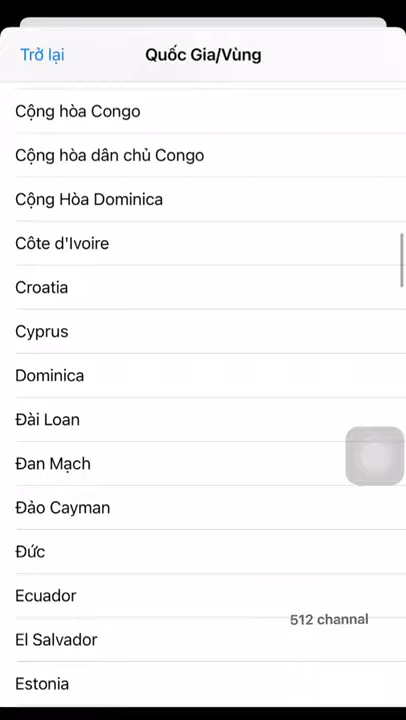 Trở lại
Quốc Gia/Vùng
Cộng hòa Congo
Cộng hòa dân chủ Congo
Cộng Hòa Dominica
Côte d'Ivoire
Croatia
Cyprus
Dominica
Đài Loan
Đan Mạch
Đảo Cayman
Đức
Ecuador
512 channal
El Salvador
Estonia